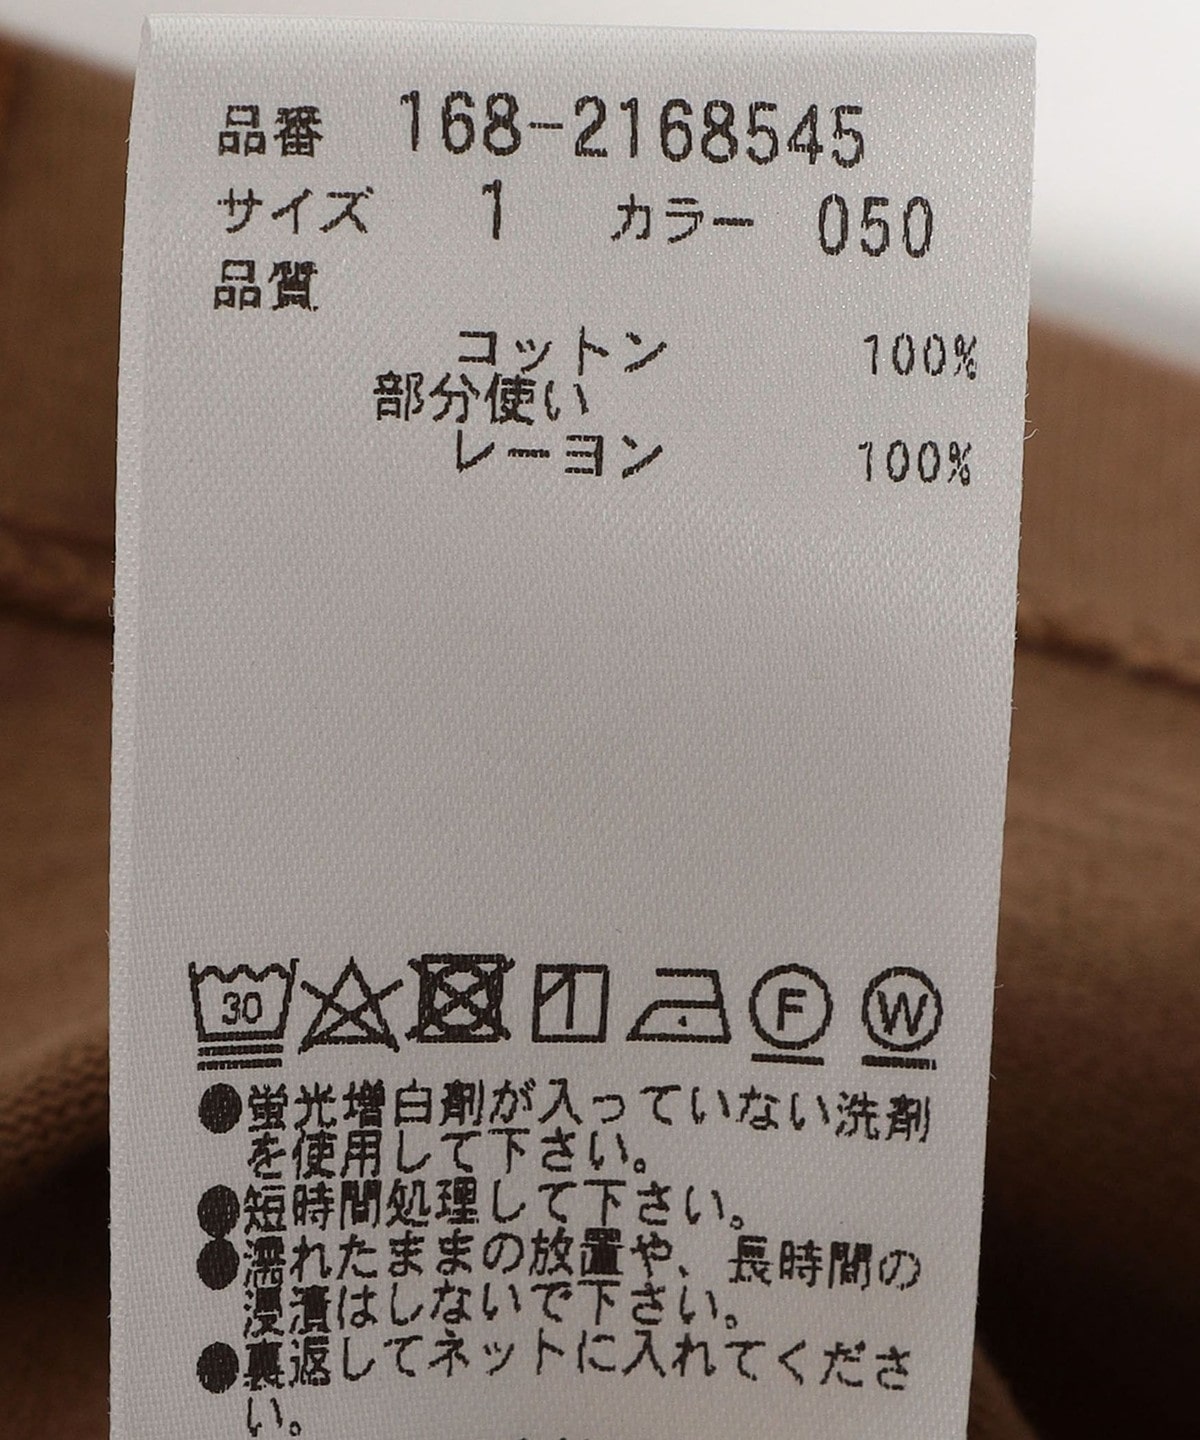 品番 168-2168545
サイズ 1 カラー 050
品質
コットン 100%
部分使い
レーヨン 100%
30 F W
●蛍光増白剤が入っていない洗剤
を使用して下さい。
●短時間処理して下さい。
●濡れたままの放置や、長時間の
浸漬はしないで下さい。
●裏返してネットに入れてくださ
い。